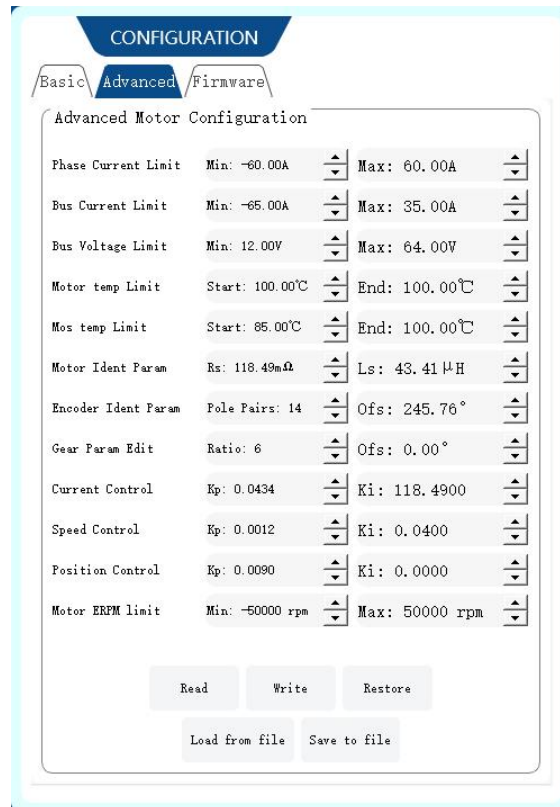 CONFIGURATION
Basic Advanced Firmware
Advanced Motor Configuration
Phase Current Limit Min: -60.00A Max: 60.00A
Bus Current Limit Min: -65.00A Max: 35.00A
Bus Voltage Limit Min: 12.00V Max: 64.00V
Motor temp Limit Start: 100.00℃ End: 100.00℃
Mos temp Limit Start: 85.00℃ End: 100.00℃
Motor Ident Param Rs: 118.49mΩ Ls: 43.41μH
Encoder Ident Param Pole Pairs: 14 Ofs: 245.76°
Gear Param Edit Ratio: 6 Ofs: 0.00°
Current Control Kp: 0.0434 Ki: 118.4900
Speed Control Kp: 0.0012 Ki: 0.0400
Position Control Kp: 0.0090 Ki: 0.0000
Motor ERPM limit Min: -50000 rpm Max: 50000 rpm
Read Write Restore
Load from file Save to file